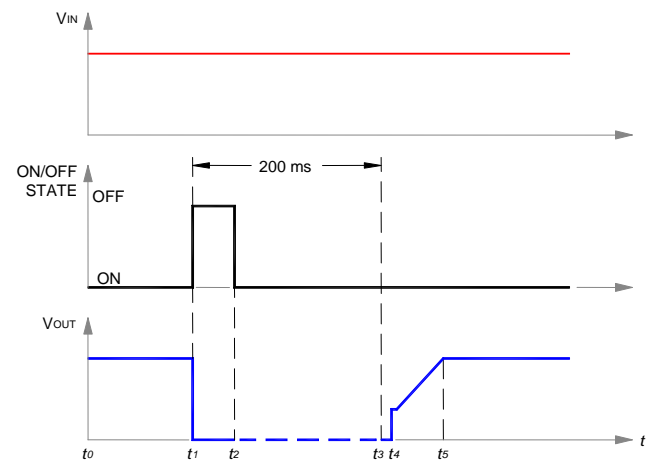 VIN
200 ms
ON/OFF
STATE
OFF
ON
VOUT
t
t0 t1 t2 t3 t4 t5